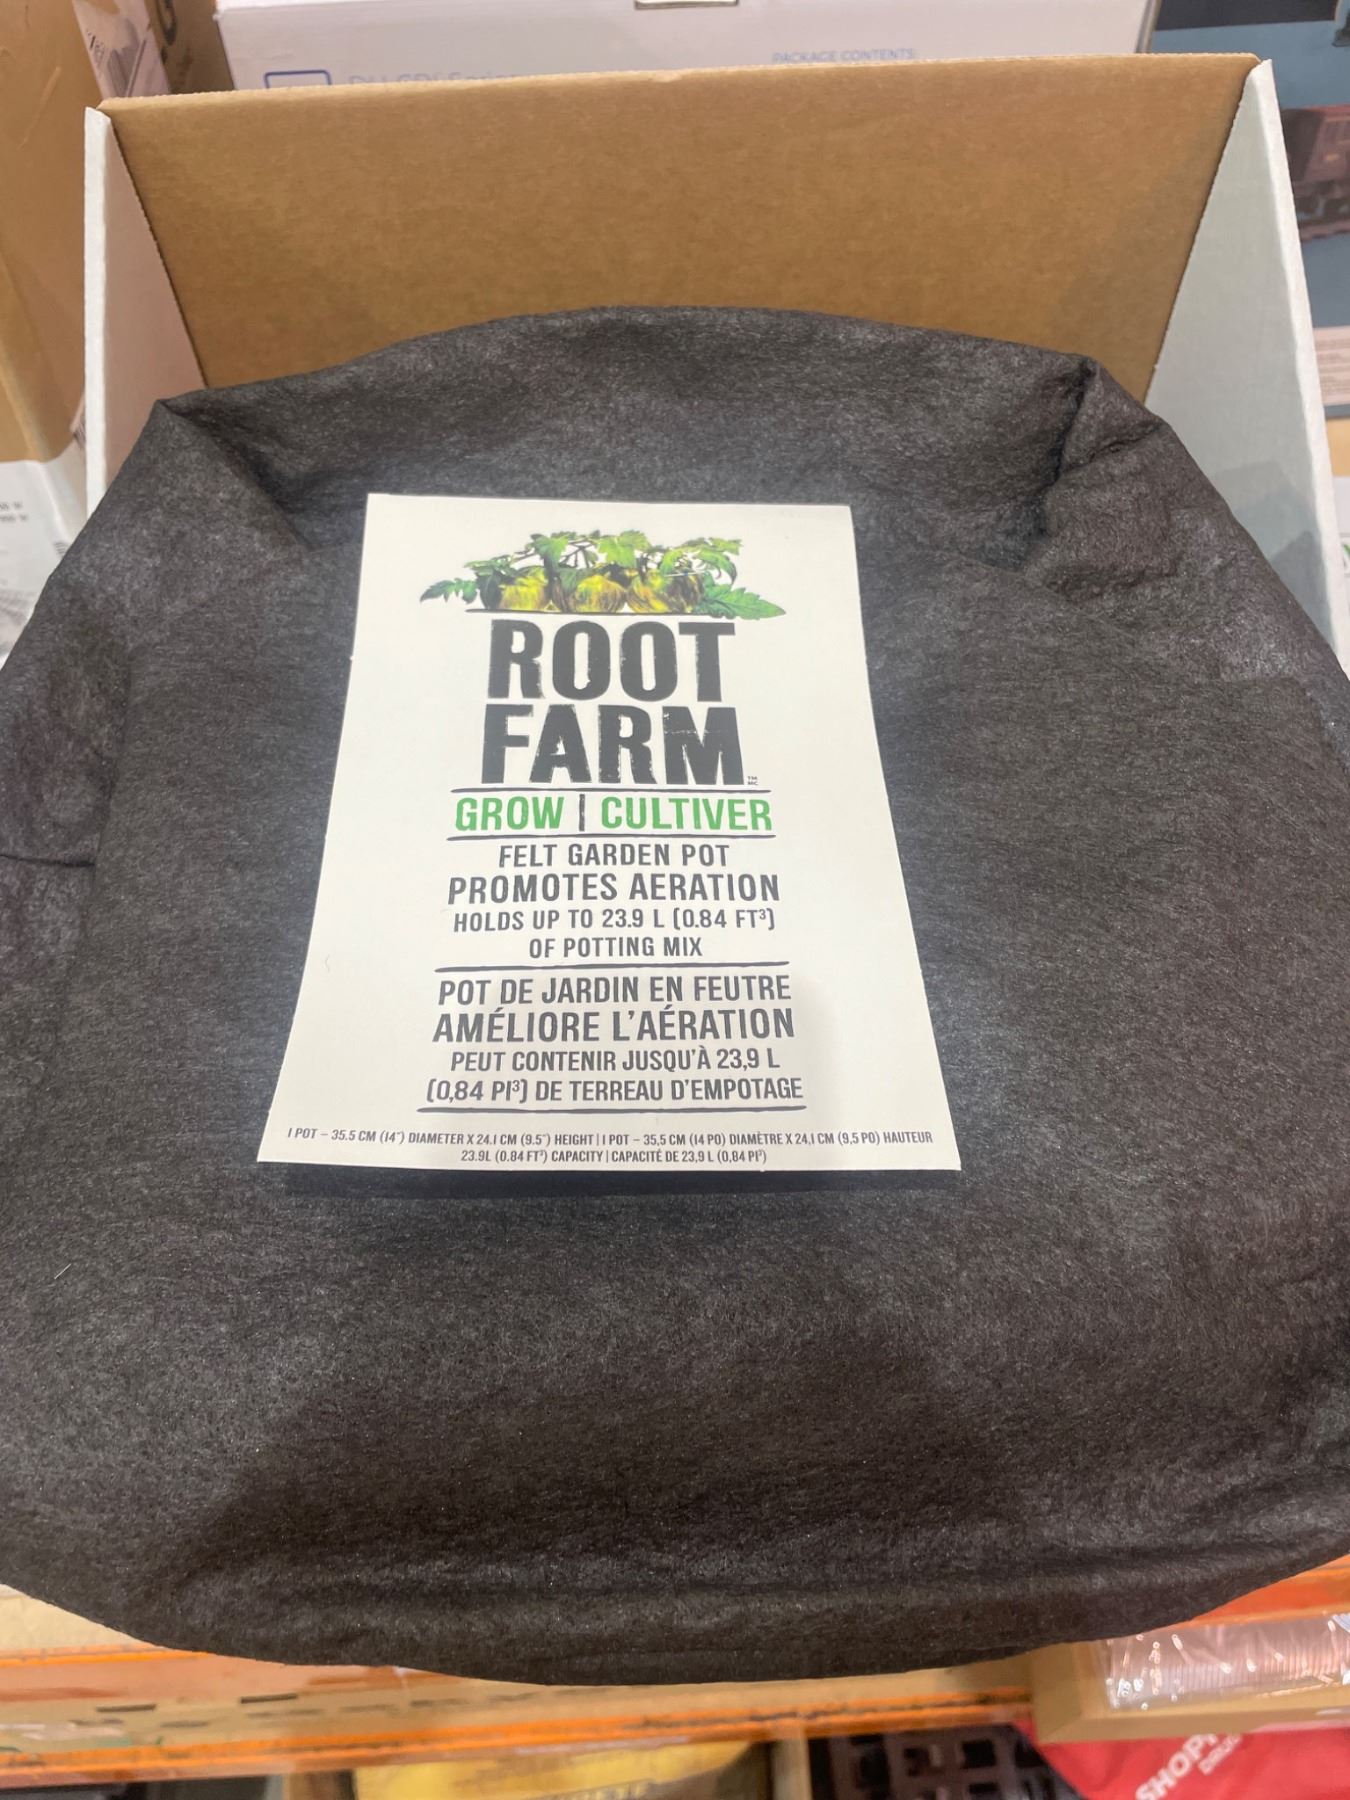 PACKAGE CONTENTS:
ROOT
FARM
TM
MC
GROW | CULTIVER
FELT GARDEN POT
PROMOTES AERATION
HOLDS UP TO 23.9 L (0.84 FT³)
OF POTTING MIX
POT DE JARDIN EN FEUTRE
AMÉLIORE L'AÉRATION
PEUT CONTENIR JUSQU'À 23,9 L
(0,84 PI³) DE TERREAU D'EMPOTAGE
1 POT – 35.5 CM (14") DIAMETER X 24.1 CM (9.5") HEIGHT | 1 POT – 35,5 CM (14 PO) DIAMÈTRE X 24,1 CM (9,5 PO) HAUTEUR
23.9L (0.84 FT³) CAPACITY | CAPACITÉ DE 23,9 L (0,84 PI³)